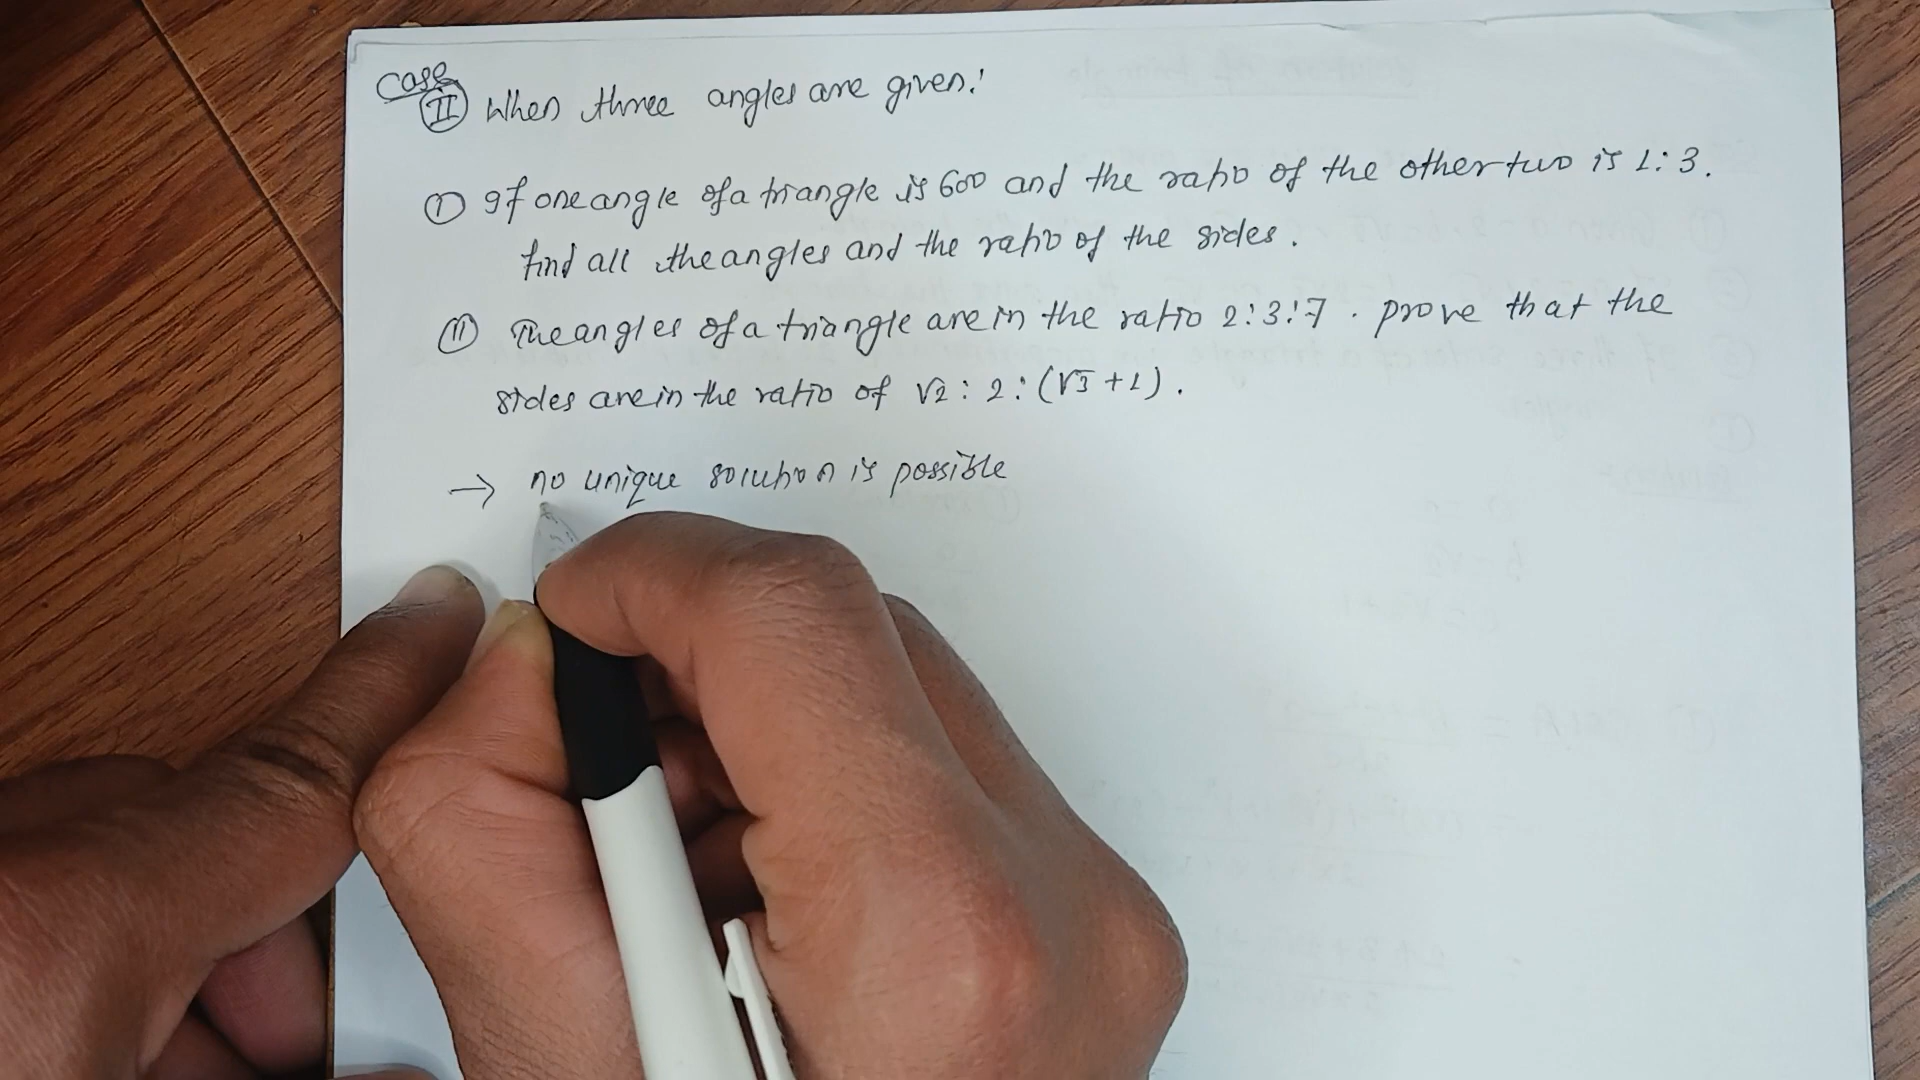 Case
II When three angles are given:
I If one angle of a triangle is 60° and the ratio of the other two is 1:3.
find all the angles and the ratio of the sides.
II The angles of a triangle are in the ratio 2:3:7. prove that the
sides are in the ratio of √2 : 2 : (√3 + 1).
→ no unique solution is possible